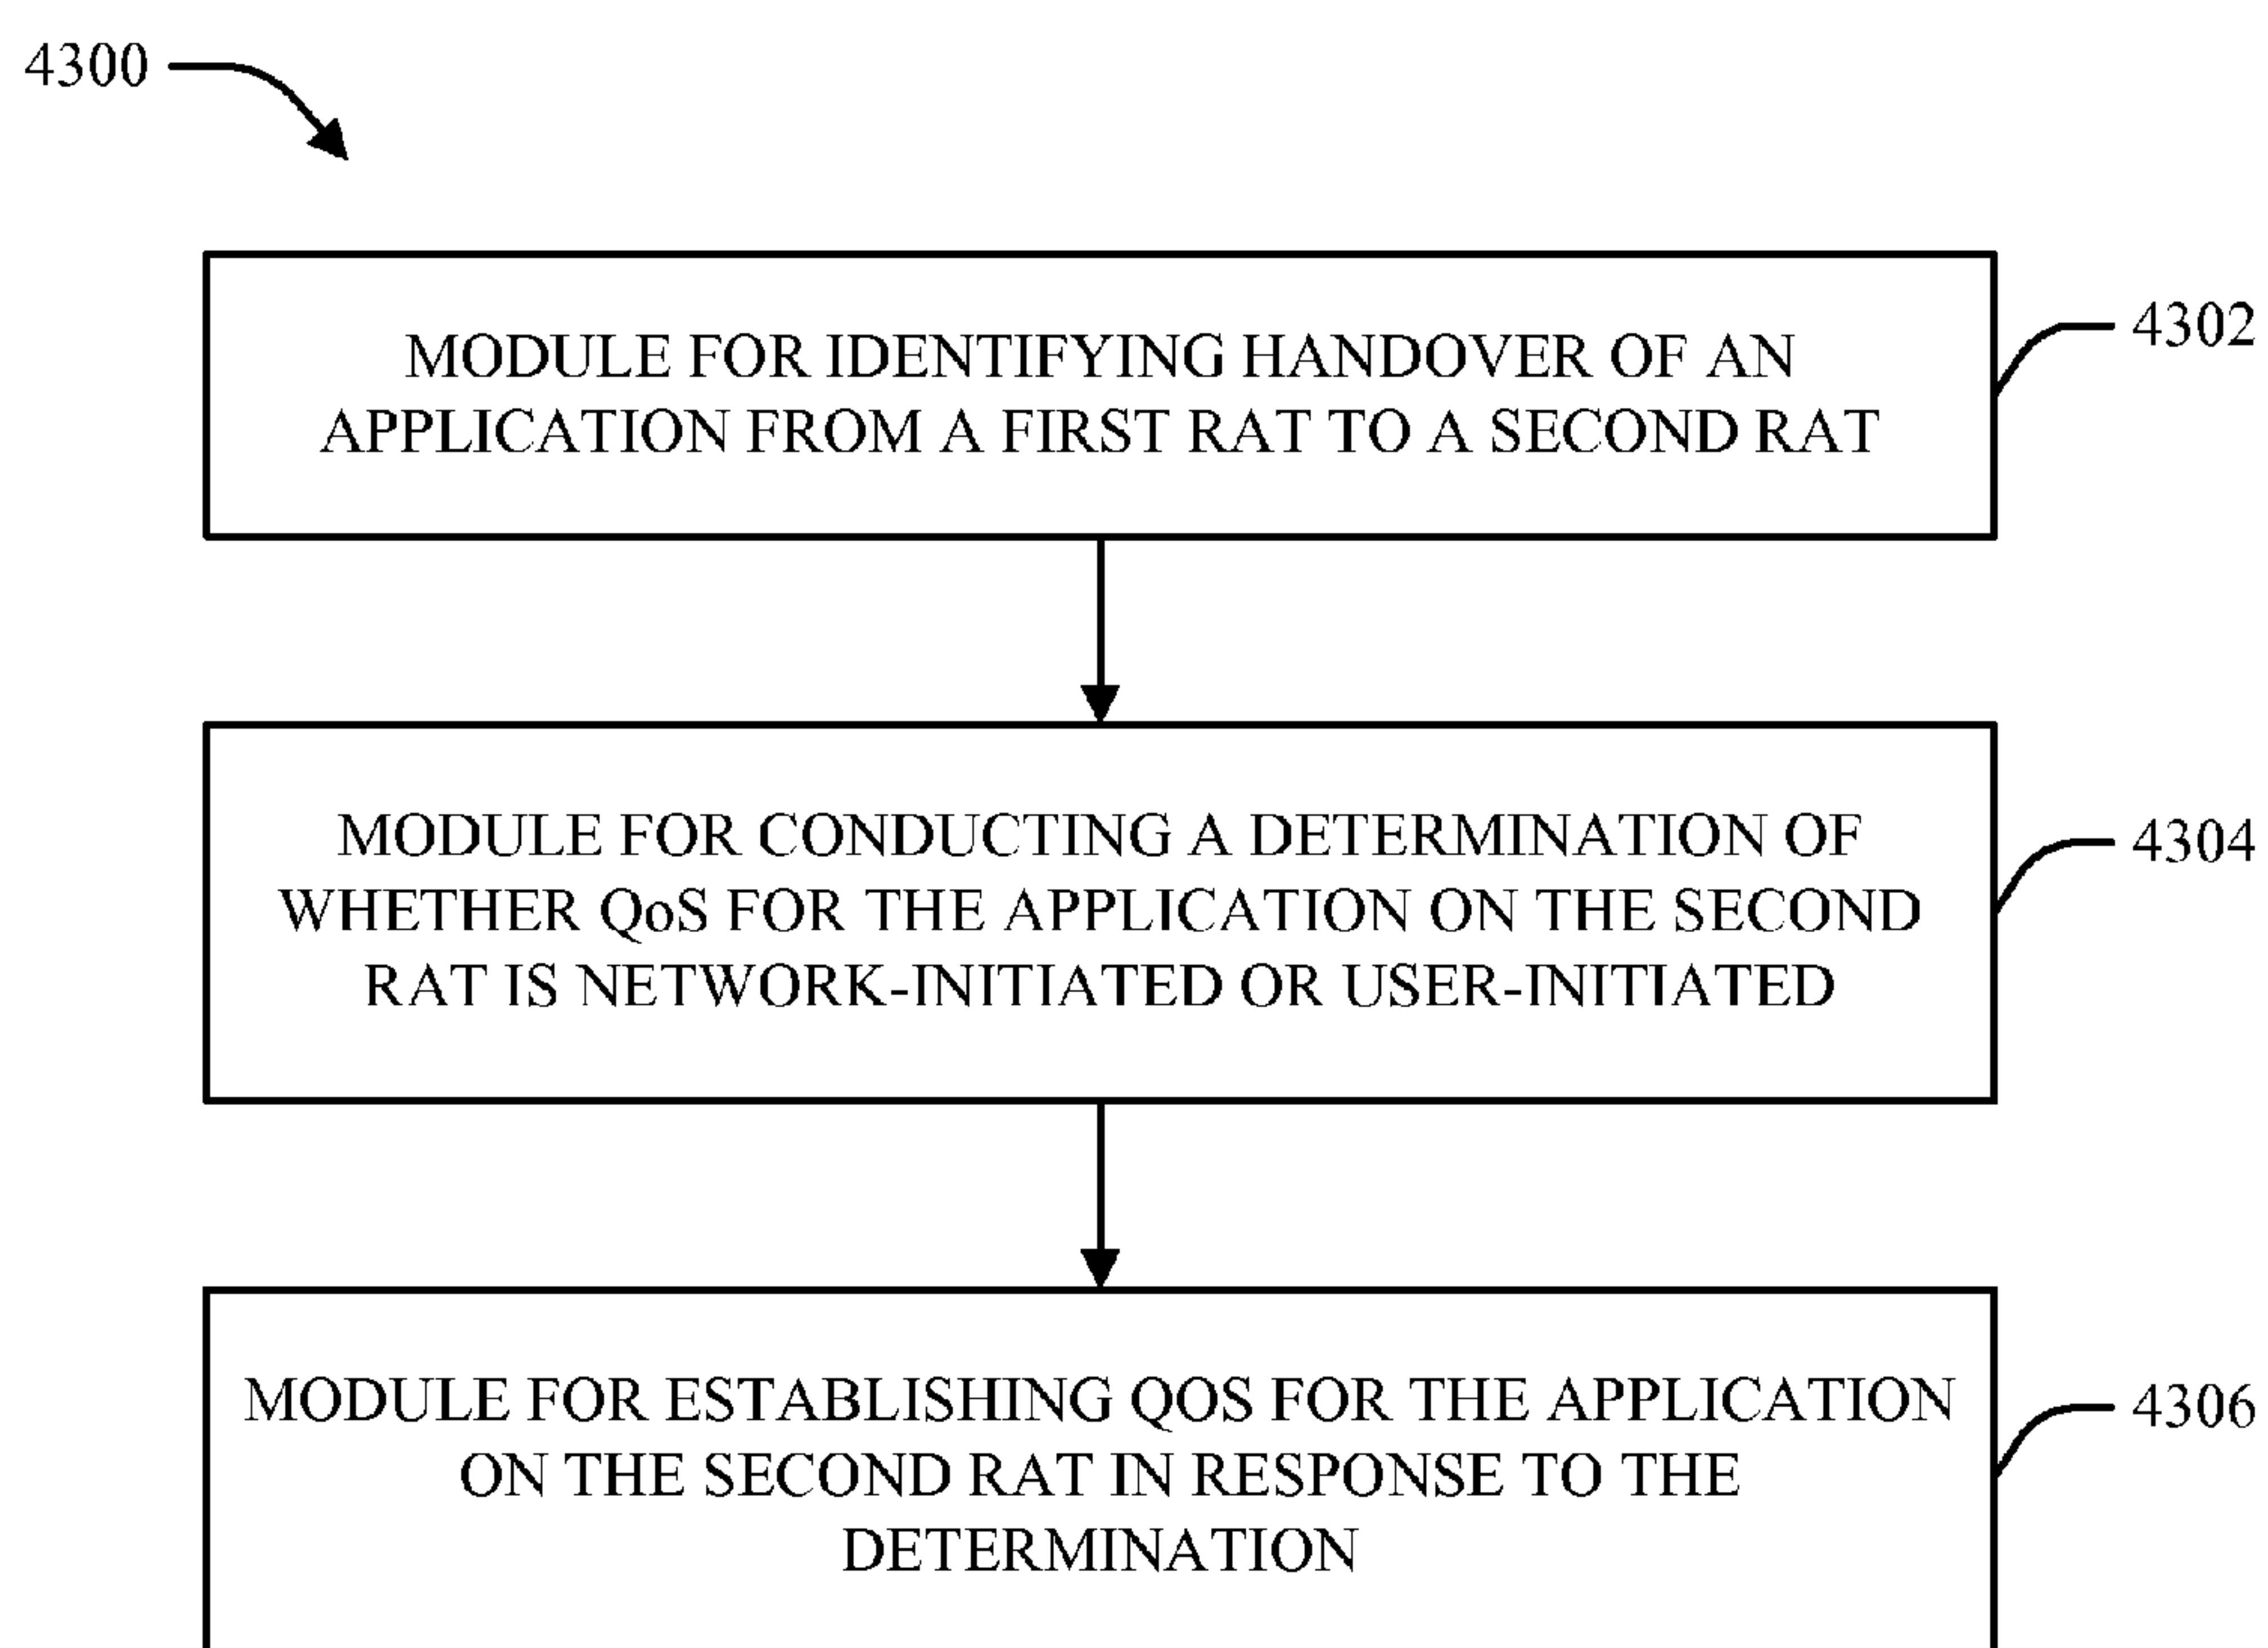 4300
MODULE FOR IDENTIFYING HANDOVER OF AN
APPLICATION FROM A FIRST RAT TO A SECOND RAT
4302
MODULE FOR CONDUCTING A DETERMINATION OF
WHETHER QoS FOR THE APPLICATION ON THE SECOND
RAT IS NETWORK-INITIATED OR USER-INITIATED
4304
MODULE FOR ESTABLISHING QOS FOR THE APPLICATION
ON THE SECOND RAT IN RESPONSE TO THE
DETERMINATION
4306